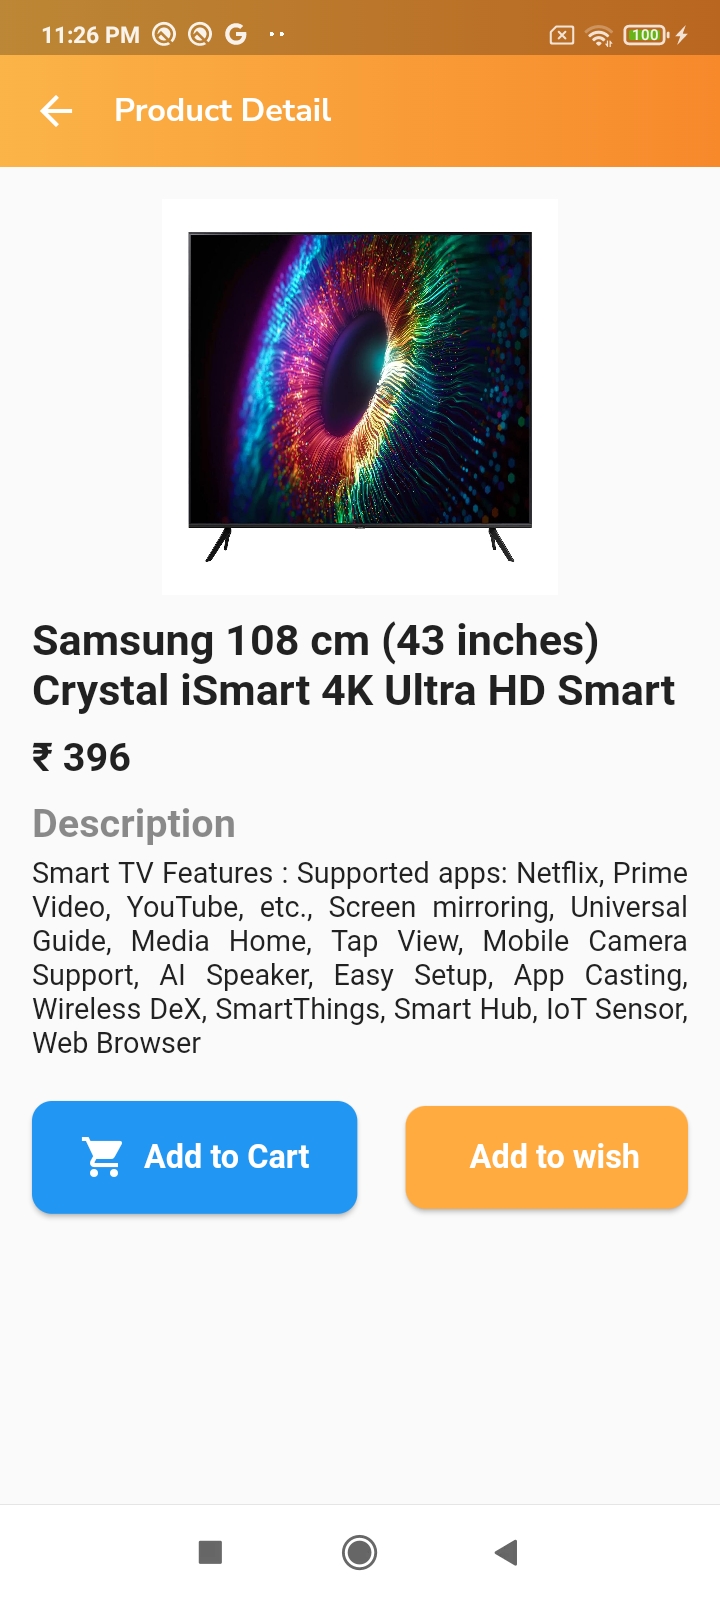 11:26 PM
100
Product Detail
Samsung 108 cm (43 inches)
Crystal iSmart 4K Ultra HD Smart
₹ 396
Description
Smart TV Features : Supported apps: Netflix, Prime
Video, YouTube, etc., Screen mirroring, Universal
Guide, Media Home, Tap View, Mobile Camera
Support, AI Speaker, Easy Setup, App Casting,
Wireless DeX, SmartThings, Smart Hub, IoT Sensor,
Web Browser
Add to Cart
Add to wish